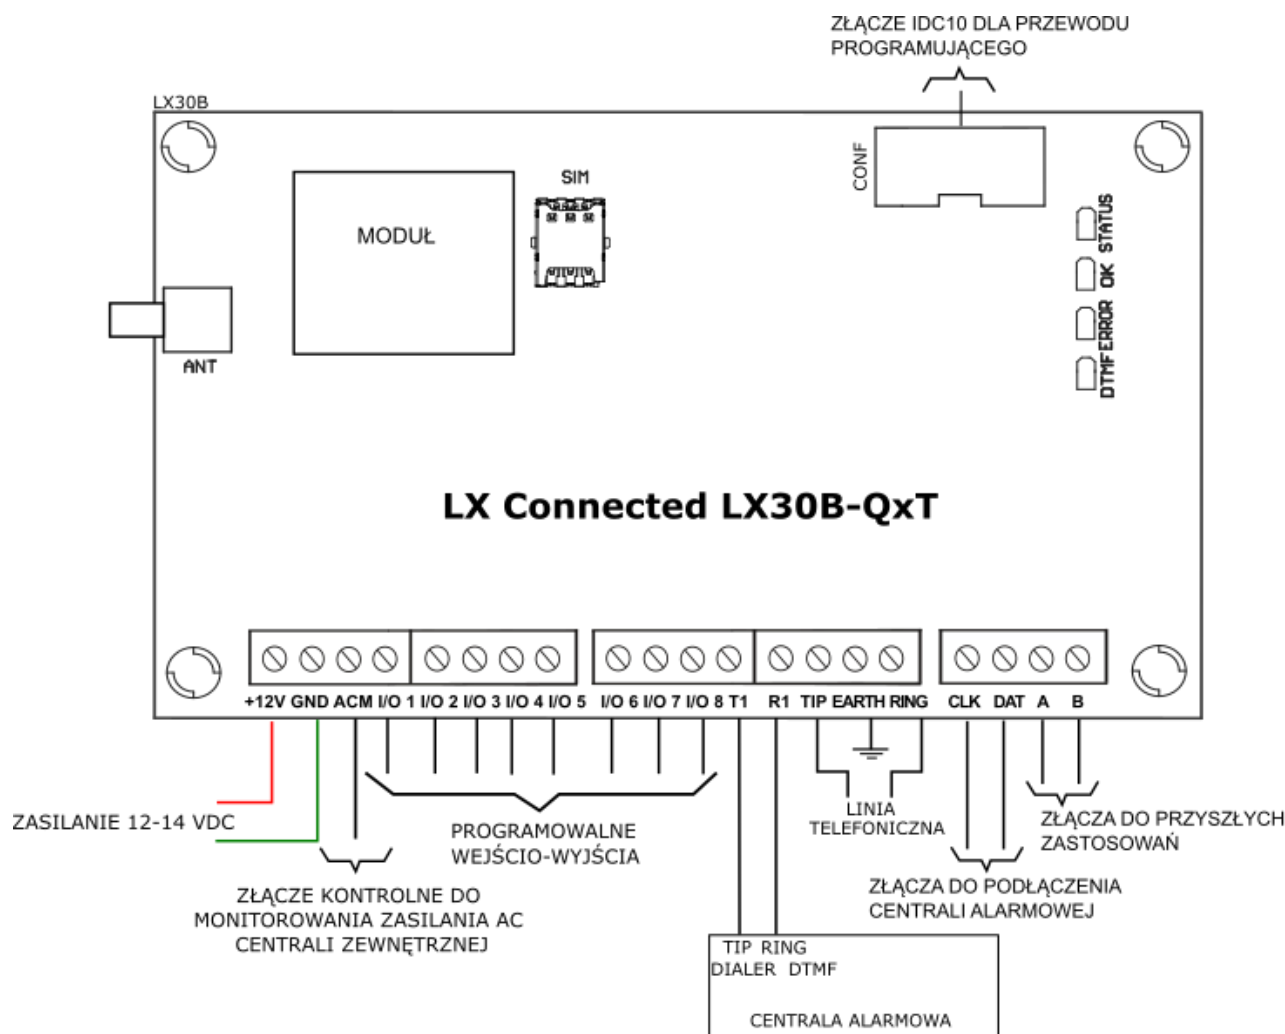 ZŁĄCZE IDC10 DLA PRZEWODU
PROGRAMUJĄCEGO
LX30B
CONF
SIM
MODUŁ
STATUS
OK
ERROR
DTMF
ANT
LX Connected LX30B-QxT
+12V GND ACM I/O 1 I/O 2 I/O 3 I/O 4 I/O 5 I/O 6 I/O 7 I/O 8 T1 R1 TIP EARTH RING CLK DAT A B
ZASILANIE 12-14 VDC
PROGRAMOWALNE
WEJŚCIO-WYJŚCIA
LINIA
TELEFONICZNA
ZŁĄCZA DO PRZYSZŁYCH
ZASTOSOWAŃ
ZŁĄCZE KONTROLNE DO
MONITOROWANIA ZASILANIA AC
CENTRALI ZEWNĘTRZNEJ
ZŁĄCZA DO PODŁĄCZENIA
CENTRALI ALARMOWEJ
TIP RING
DIALER DTMF
CENTRALA ALARMOWA